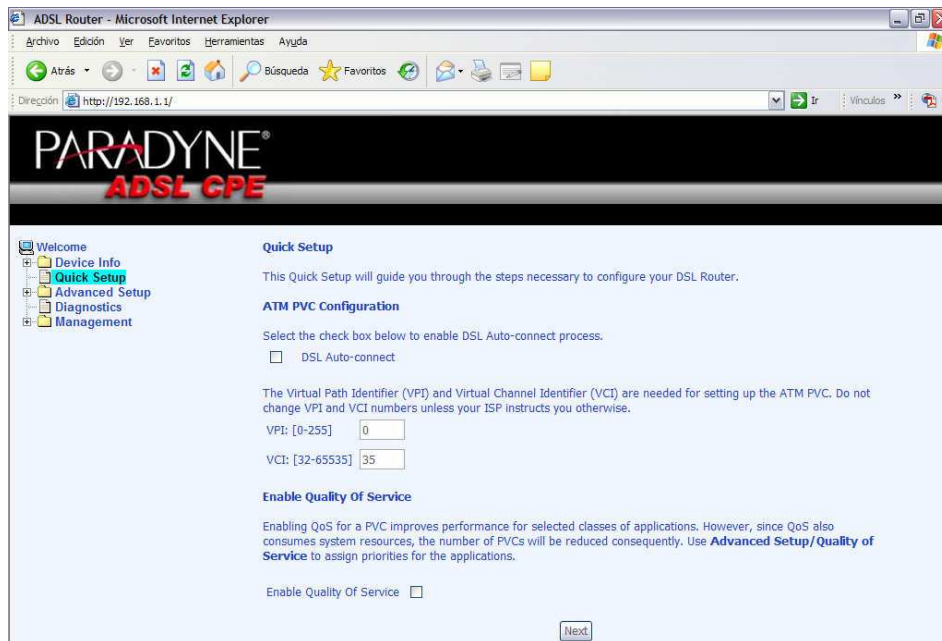 ADSL Router - Microsoft Internet Explorer
Archivo Edición Ver Favoritos Herramientas Ayuda
Atrás Búsqueda Favoritos
Dirección http://192.168.1.1/ Ir Vínculos »
PARADYNE®
ADSL CPE
Welcome
Device Info
Quick Setup
Advanced Setup
Diagnostics
Management
Quick Setup
This Quick Setup will guide you through the steps necessary to configure your DSL Router.
ATM PVC Configuration
Select the check box below to enable DSL Auto-connect process.
DSL Auto-connect
The Virtual Path Identifier (VPI) and Virtual Channel Identifier (VCI) are needed for setting up the ATM PVC. Do not
change VPI and VCI numbers unless your ISP instructs you otherwise.
VPI: [0-255] 0
VCI: [32-65535] 35
Enable Quality Of Service
Enabling QoS for a PVC improves performance for selected classes of applications. However, since QoS also
consumes system resources, the number of PVCs will be reduced consequently. Use Advanced Setup/Quality of
Service to assign priorities for the applications.
Enable Quality Of Service
Next